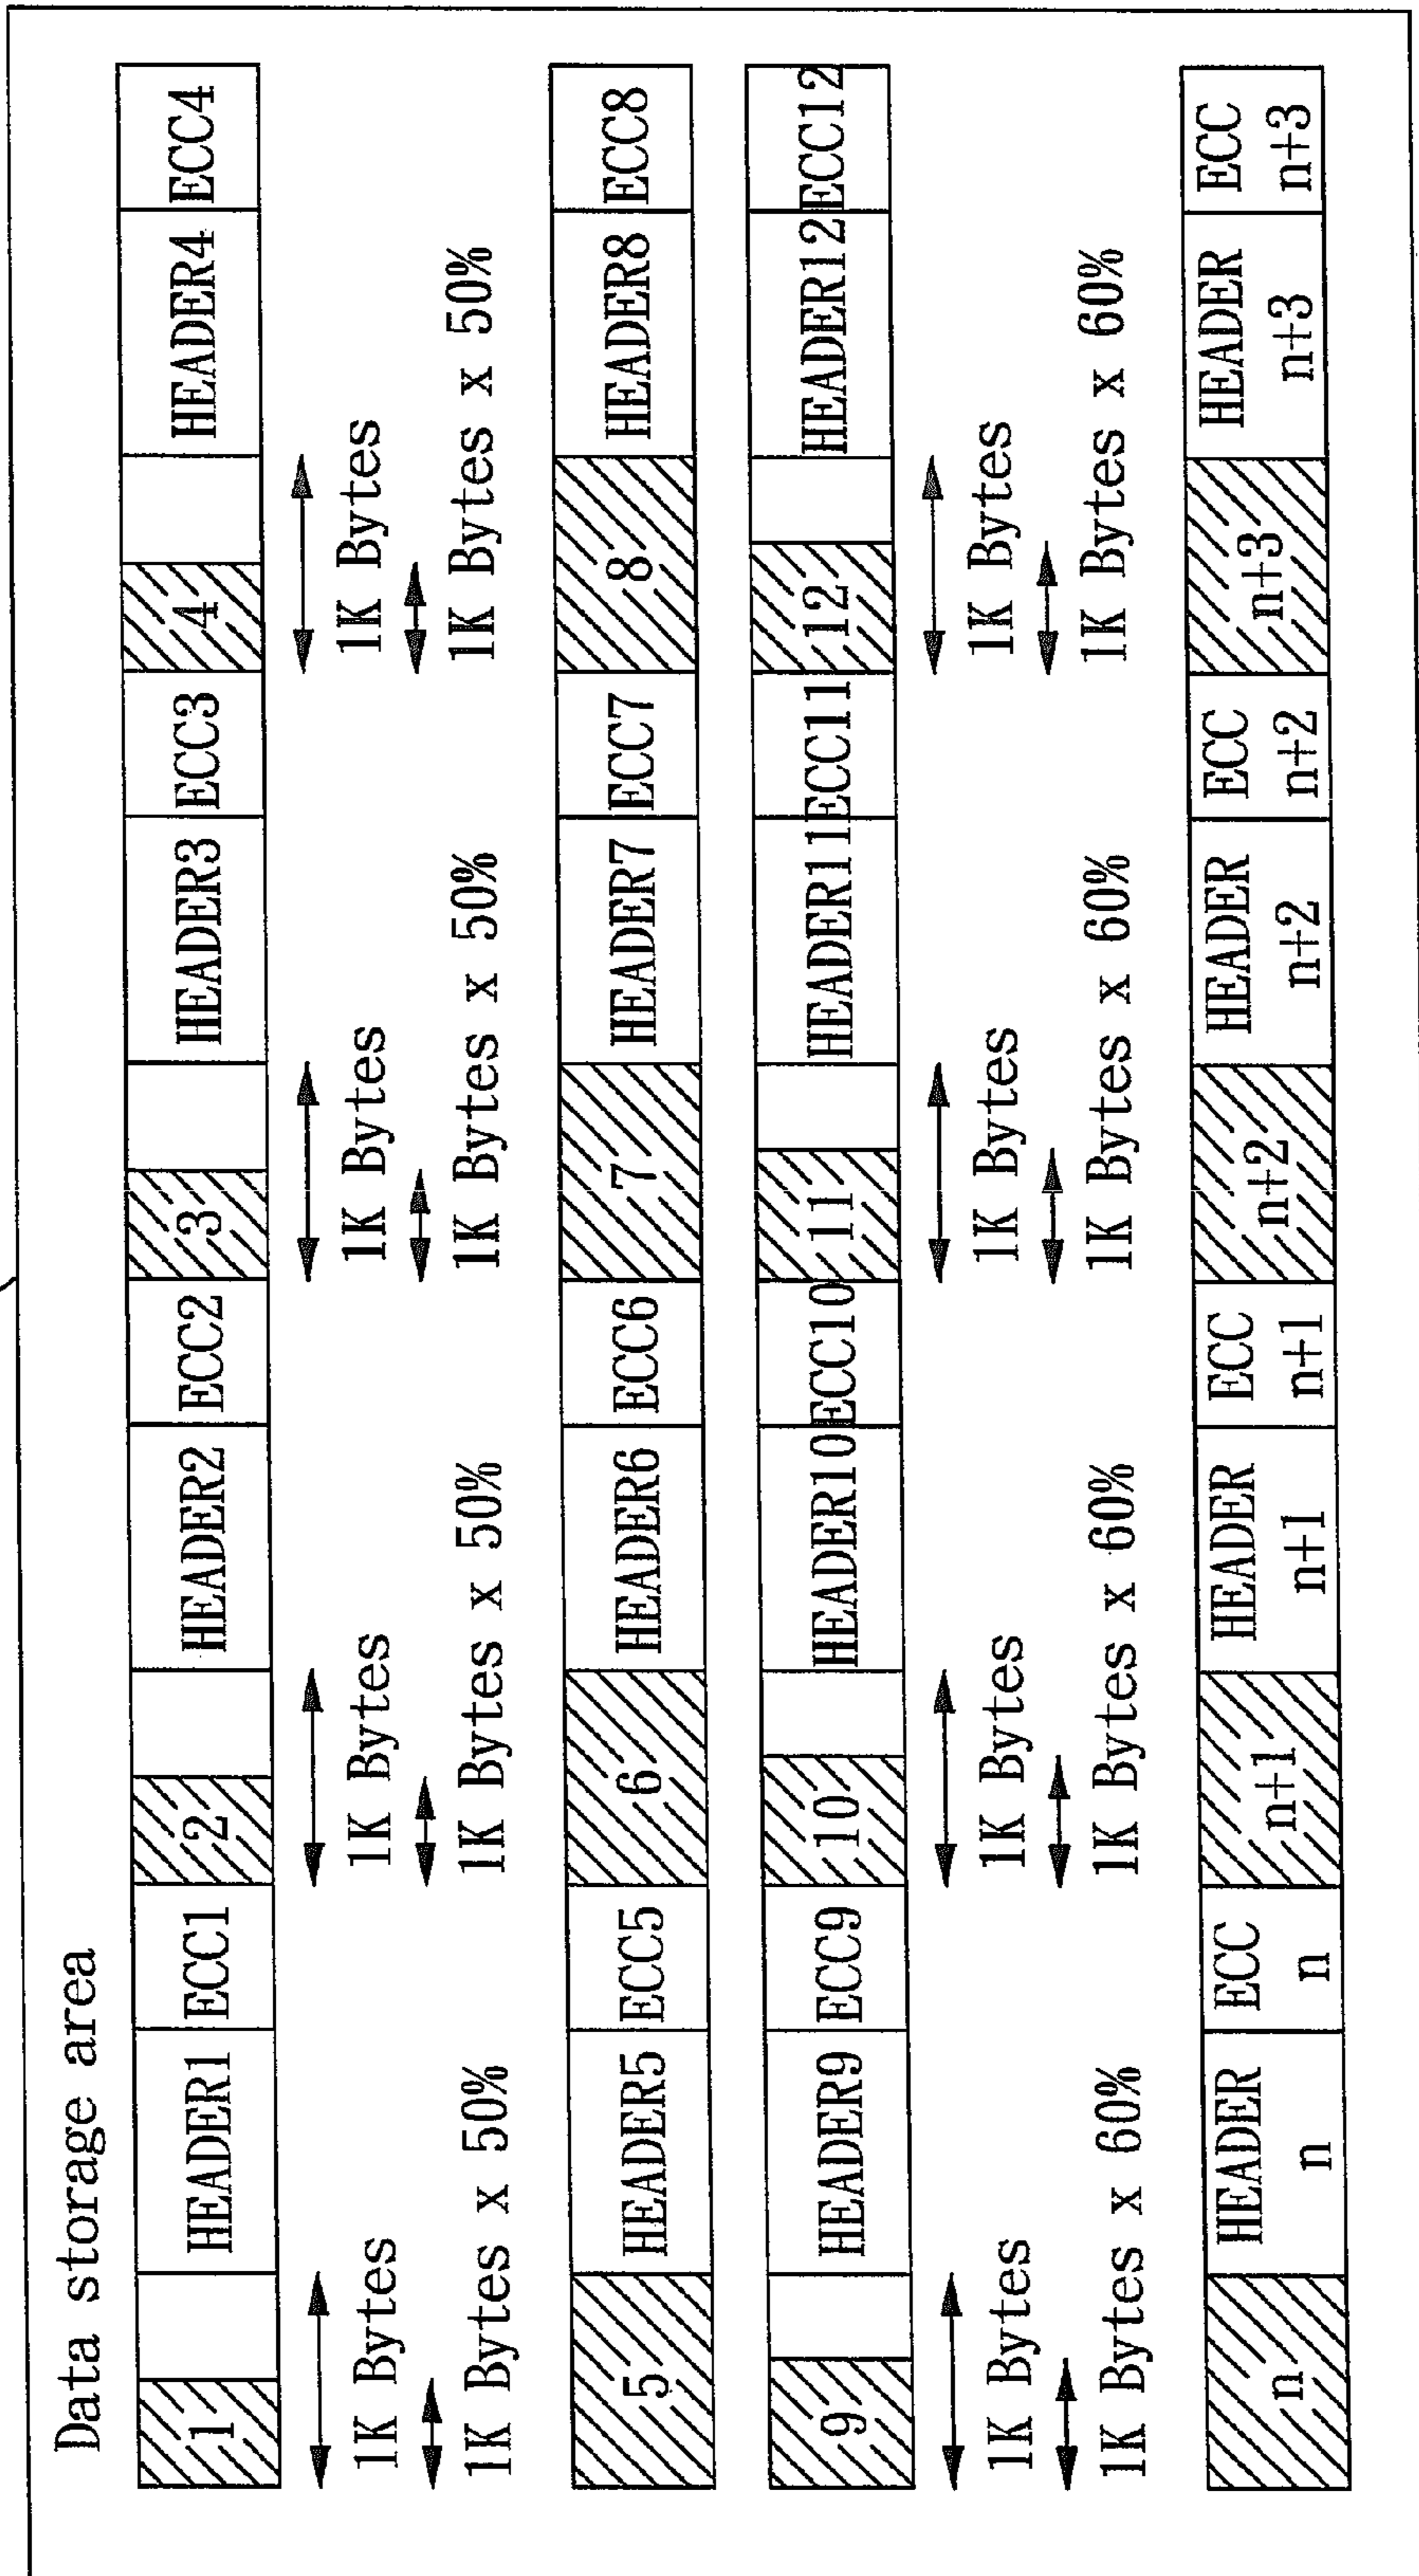 Data storage area
1 HEADER1 ECC1 2 HEADER2 ECC2 3 HEADER3 ECC3 4 HEADER4 ECC4
1K Bytes 1K Bytes 1K Bytes 1K Bytes
1K Bytes x 50% 1K Bytes x 50% 1K Bytes x 50% 1K Bytes x 50%
5 HEADER5 ECC5 6 HEADER6 ECC6 7 HEADER7 ECC7 8 HEADER8 ECC8
9 HEADER9 ECC9 10 HEADER10 ECC10 11 HEADER11 ECC11 12 HEADER12 ECC12
1K Bytes 1K Bytes 1K Bytes 1K Bytes
1K Bytes x 60% 1K Bytes x 60% 1K Bytes x 60% 1K Bytes x 60%
n HEADER ECC n+1 HEADER ECC n+2 HEADER ECC n+3 HEADER ECC
n n n+1 n+1 n+2 n+2 n+3 n+3